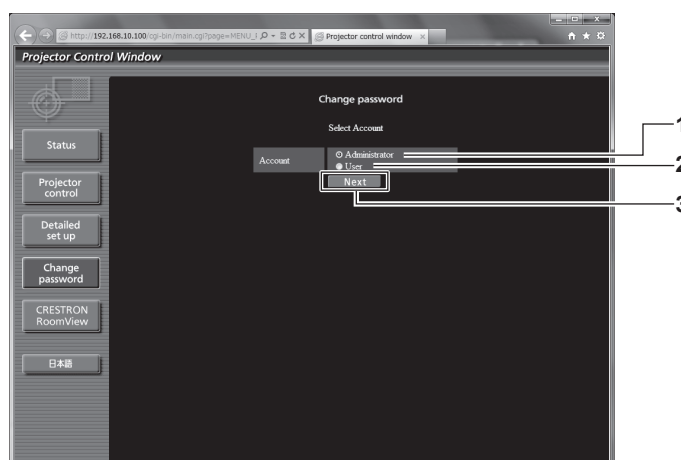 http://192.168.10.100/cgi-bin/main.cgi?page=MENU_
Projector control window
Projector Control Window
Change password
Select Account
Account
Administrator
User
Next
1
2
3
Status
Projector
control
Detailed
set up
Change
password
CRESTRON
RoomView
日本語